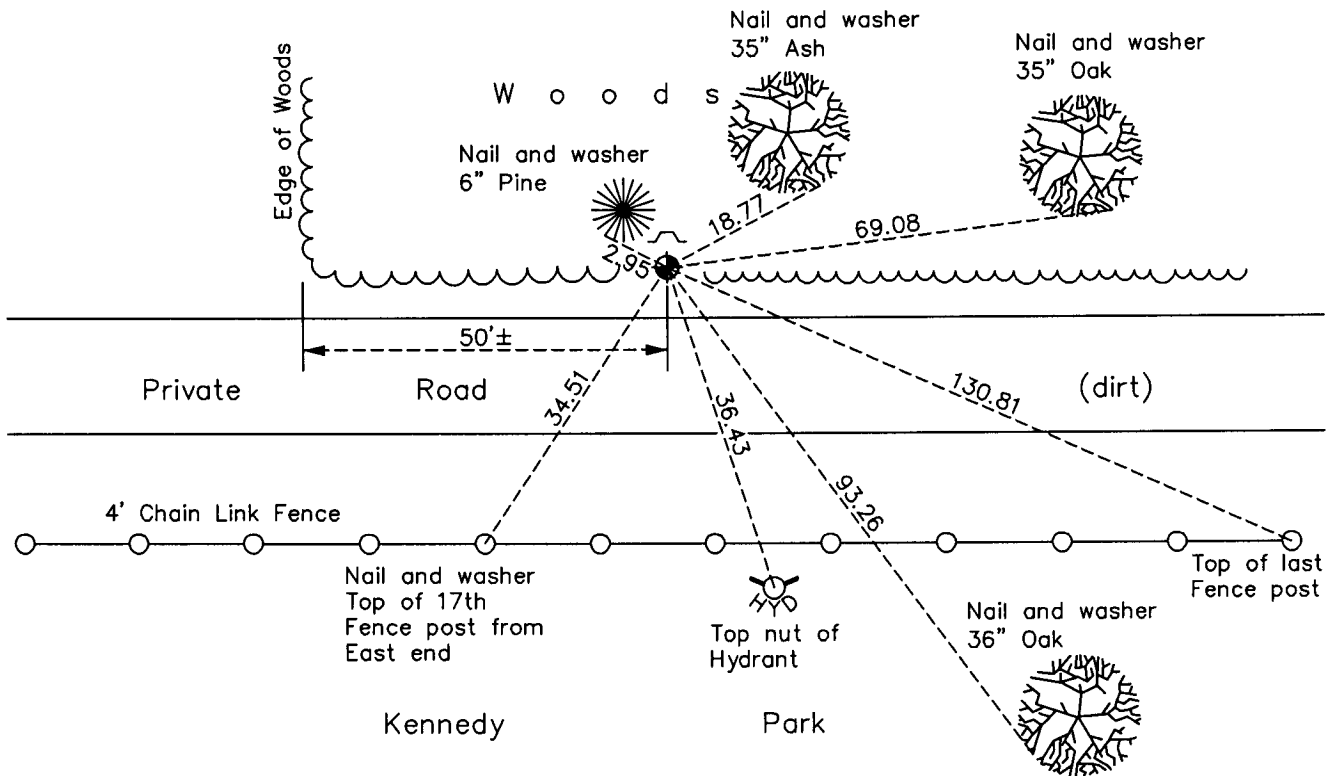 Nail and washer
35" Ash
Nail and washer
35" Oak
Edge of Woods
Woods
Nail and washer
6" Pine
18.77
69.08
2.95
50'±
Private Road (dirt)
34.51
36.43
130.81
93.26
4' Chain Link Fence
Nail and washer
Top of 17th
Fence post from
East end
HYD
Top nut of
Hydrant
Top of last
Fence post
Nail and washer
36" Oak
Kennedy Park